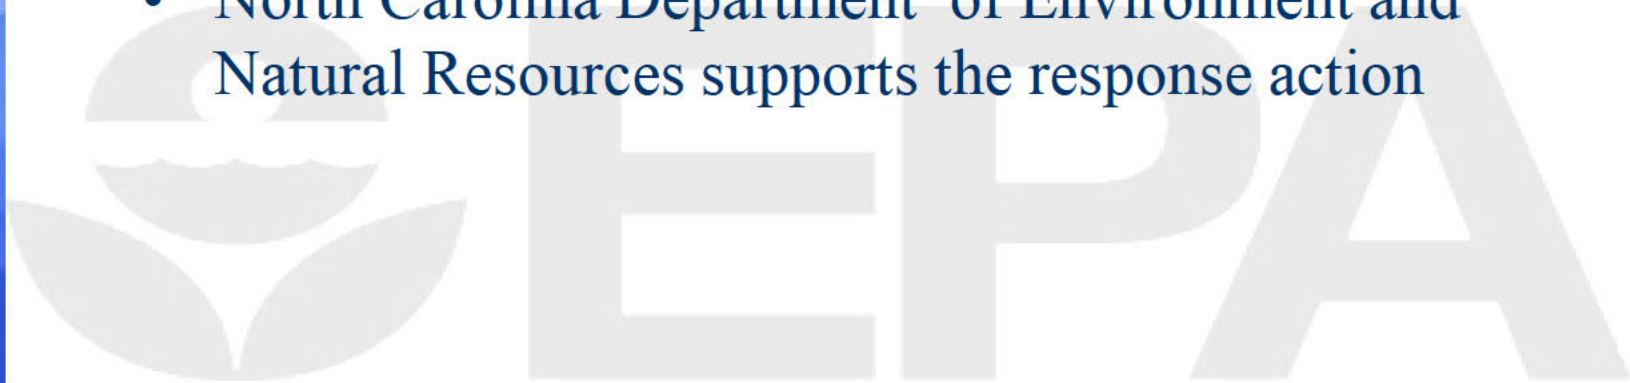 • North Carolina Department of Environment and
Natural Resources supports the response action
EPA